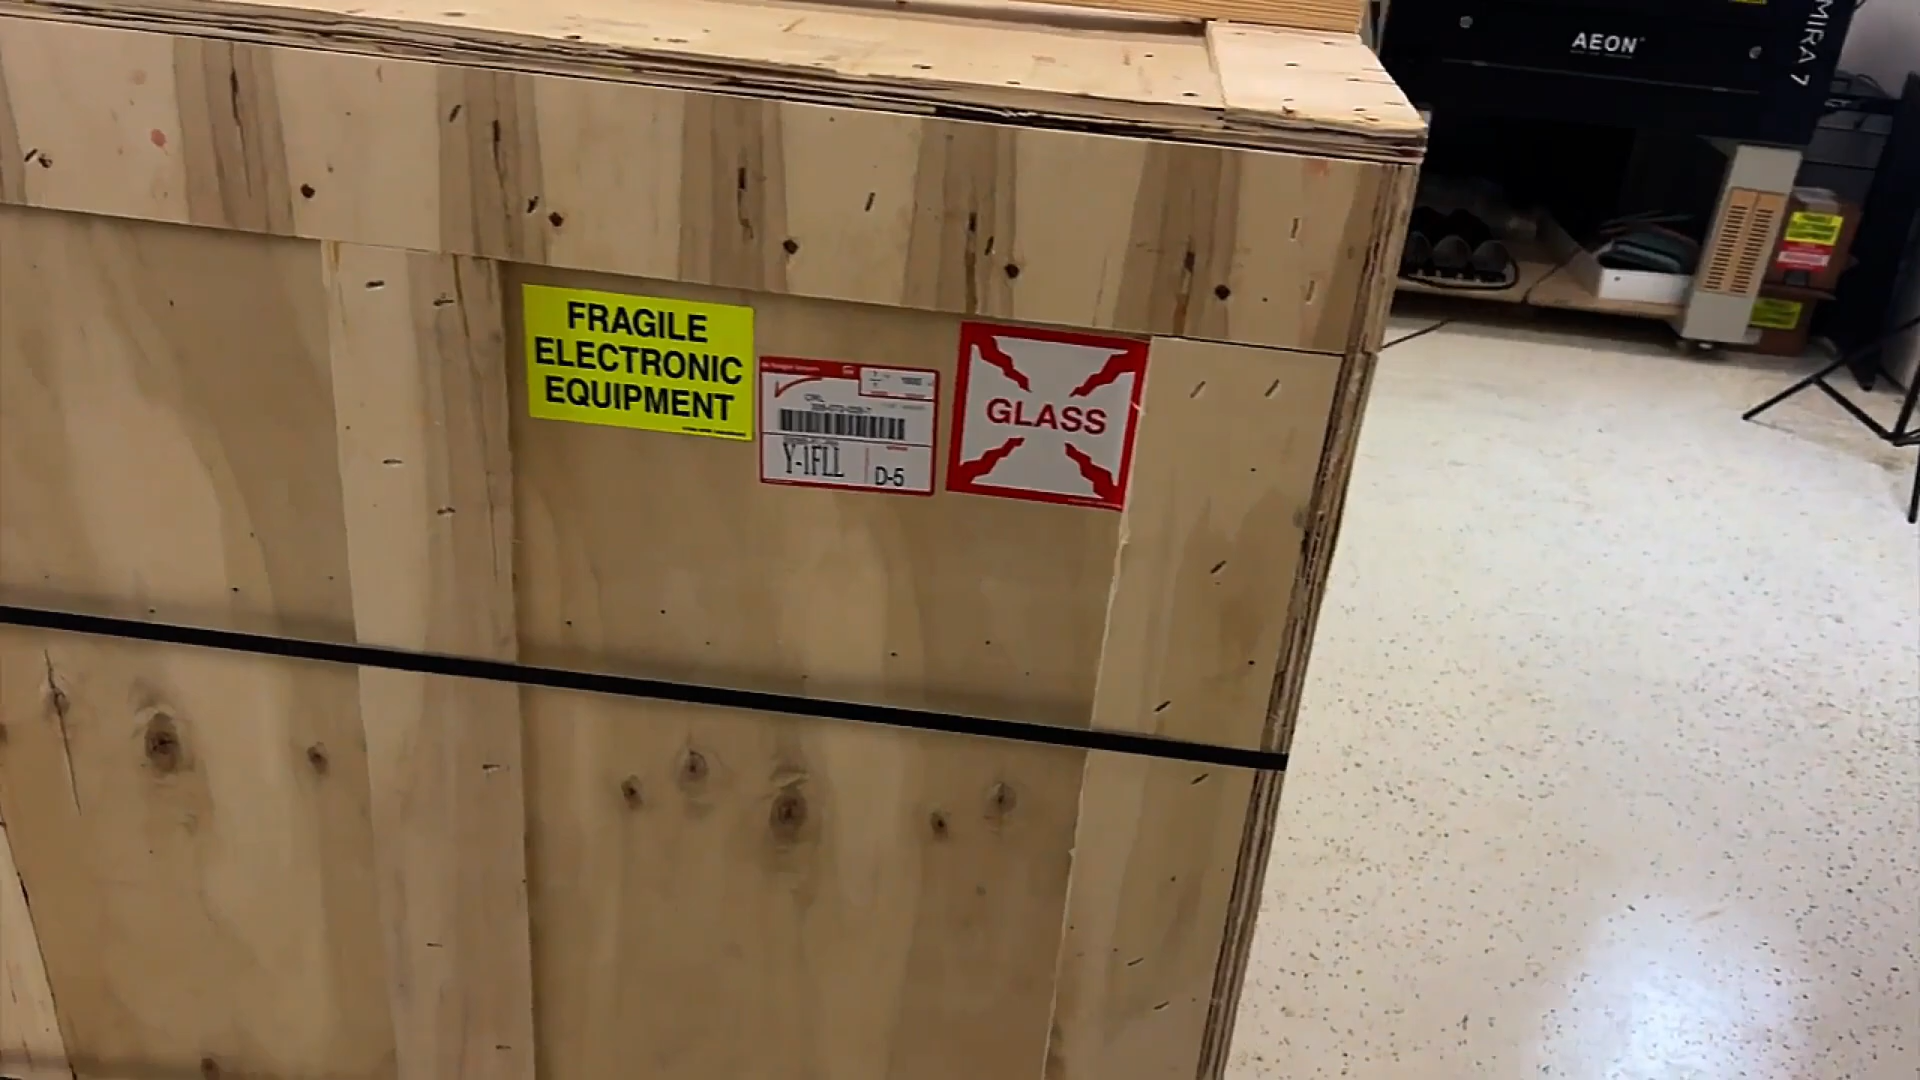 AEON
MIRA 7
FRAGILE
ELECTRONIC
EQUIPMENT
Y-1FLL
D-5
GLASS